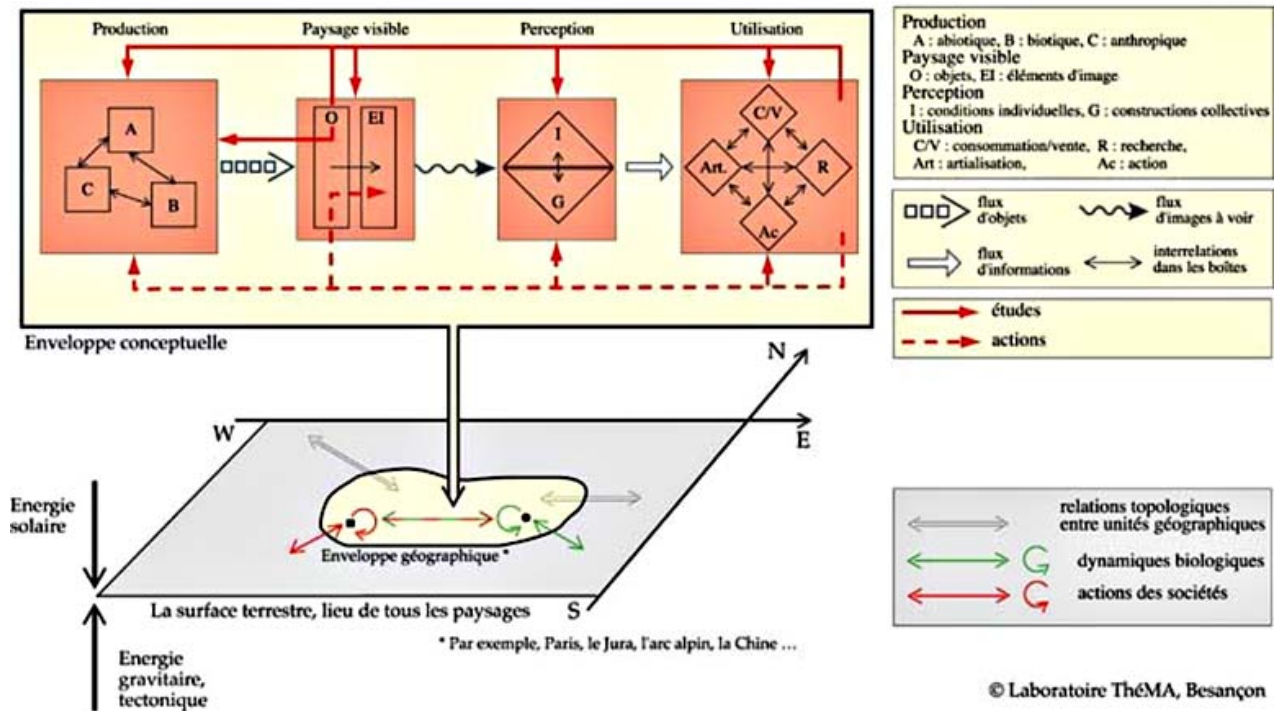 Production
Paysage visible
Perception
Utilisation
A
C
B
O
EI
I
G
C/V
Art.
R
Ac
Enveloppe conceptuelle
Production
A : abiotique, B : biotique, C : anthropique
Paysage visible
O : objets, EI : éléments d'image
Perception
I : conditions individuelles, G : constructions collectives
Utilisation
C/V : consommation/vente, R : recherche,
Art : artialisation, Ac : action
flux
d'objets
flux
d'images à voir
flux
d'informations
interrelations
dans les boîtes
études
actions
N
W
E
S
Energie
solaire
Enveloppe géographique *
La surface terrestre, lieu de tous les paysages
* Par exemple, Paris, le Jura, l'arc alpin, la Chine ...
Energie
gravitaire,
tectonique
relations topologiques
entre unités géographiques
dynamiques biologiques
actions des sociétés
© Laboratoire ThéMA, Besançon